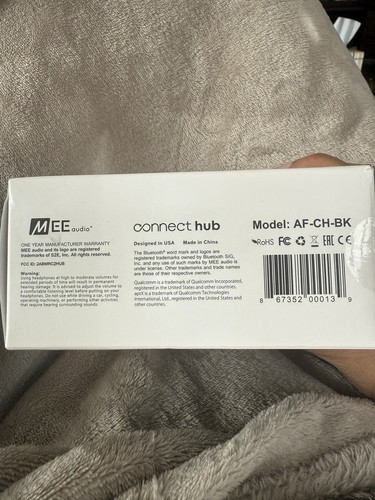 MEE audio
ONE YEAR MANUFACTURER WARRANTY
MEE audio and its logo are registered
trademarks of S2E, Inc. All rights reserved.
FCC ID: 2ABWRC2HUB
Warning:
Using headphones at high to moderate volumes for
extended periods of time will result in permanent
hearing damage. It is advised to adjust the volume to
a comfortable listening level before putting on your
headphones. Do not use while driving a car, cycling,
operating machinery, or performing other activities
that require hearing surrounding sounds.
connect hub
Designed in USA Made in China
The Bluetooth® word mark and logos are
registered trademarks owned by Bluetooth SIG,
Inc. and any use of such marks by MEE audio is
under license. Other trademarks and trade names
are those of their respective owners.
Qualcomm is a trademark of Qualcomm Incorporated,
registered in the United States and other countries.
aptX is a trademark of Qualcomm Technologies
International, Ltd., registered in the United States
and other countries.
Model: AF-CH-BK
RoHS FC CE
8 67352 00013 9